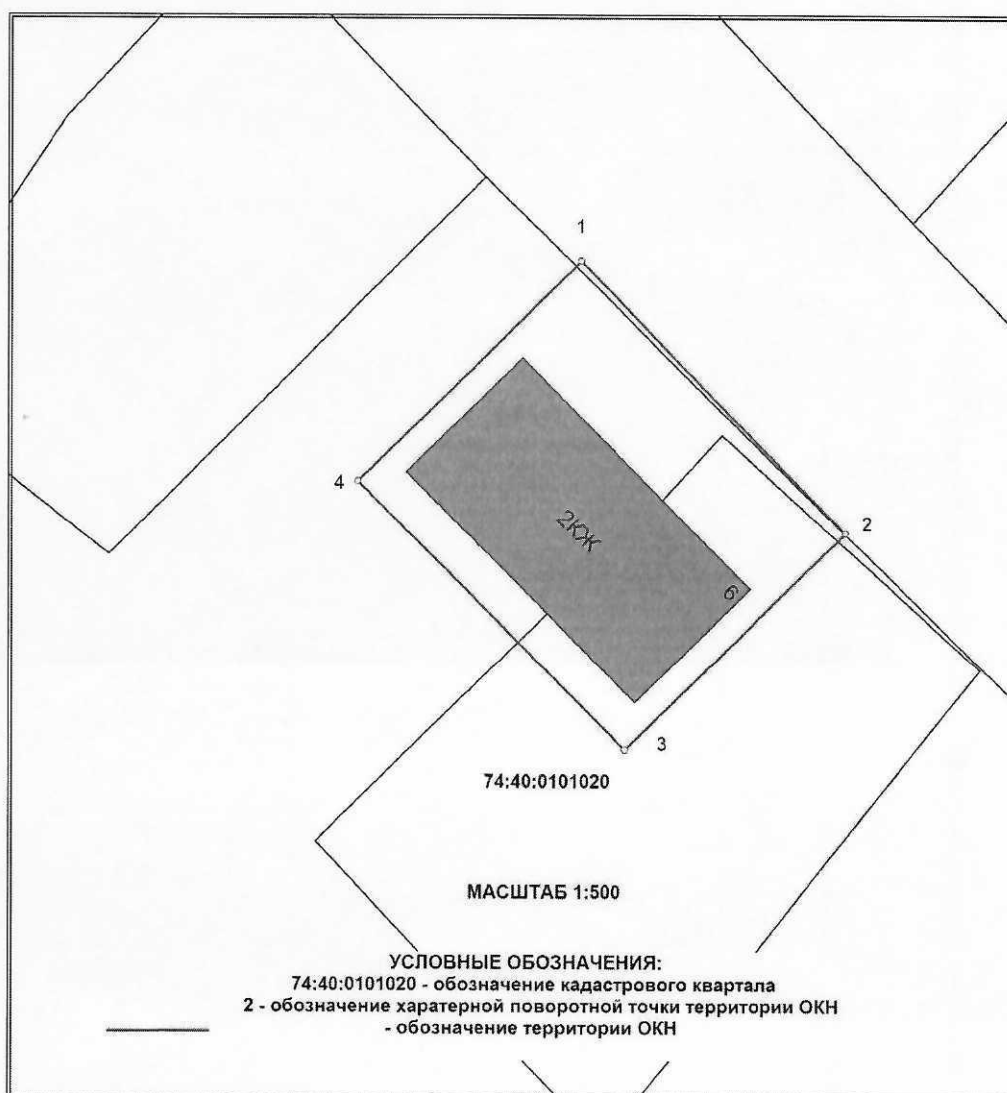 1
4
2КЖ
2
6
3
74:40:0101020
МАСШТАБ 1:500
УСЛОВНЫЕ ОБОЗНАЧЕНИЯ:
74:40:0101020 - обозначение кадастрового квартала
2 - обозначение харатерной поворотной точки территории ОКН
- обозначение территории ОКН